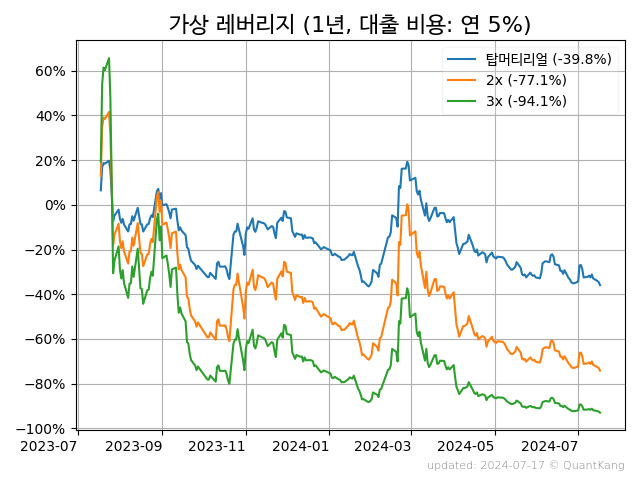 가상 레버리지 (1년, 대출 비용: 연 5%)
탑머티리얼 (-39.8%)
2x (-77.1%)
3x (-94.1%)
60%
40%
20%
0%
−20%
−40%
−60%
−80%
−100%
2023-07 2023-09 2023-11 2024-01 2024-03 2024-05 2024-07
updated: 2024-07-17 © QuantKang